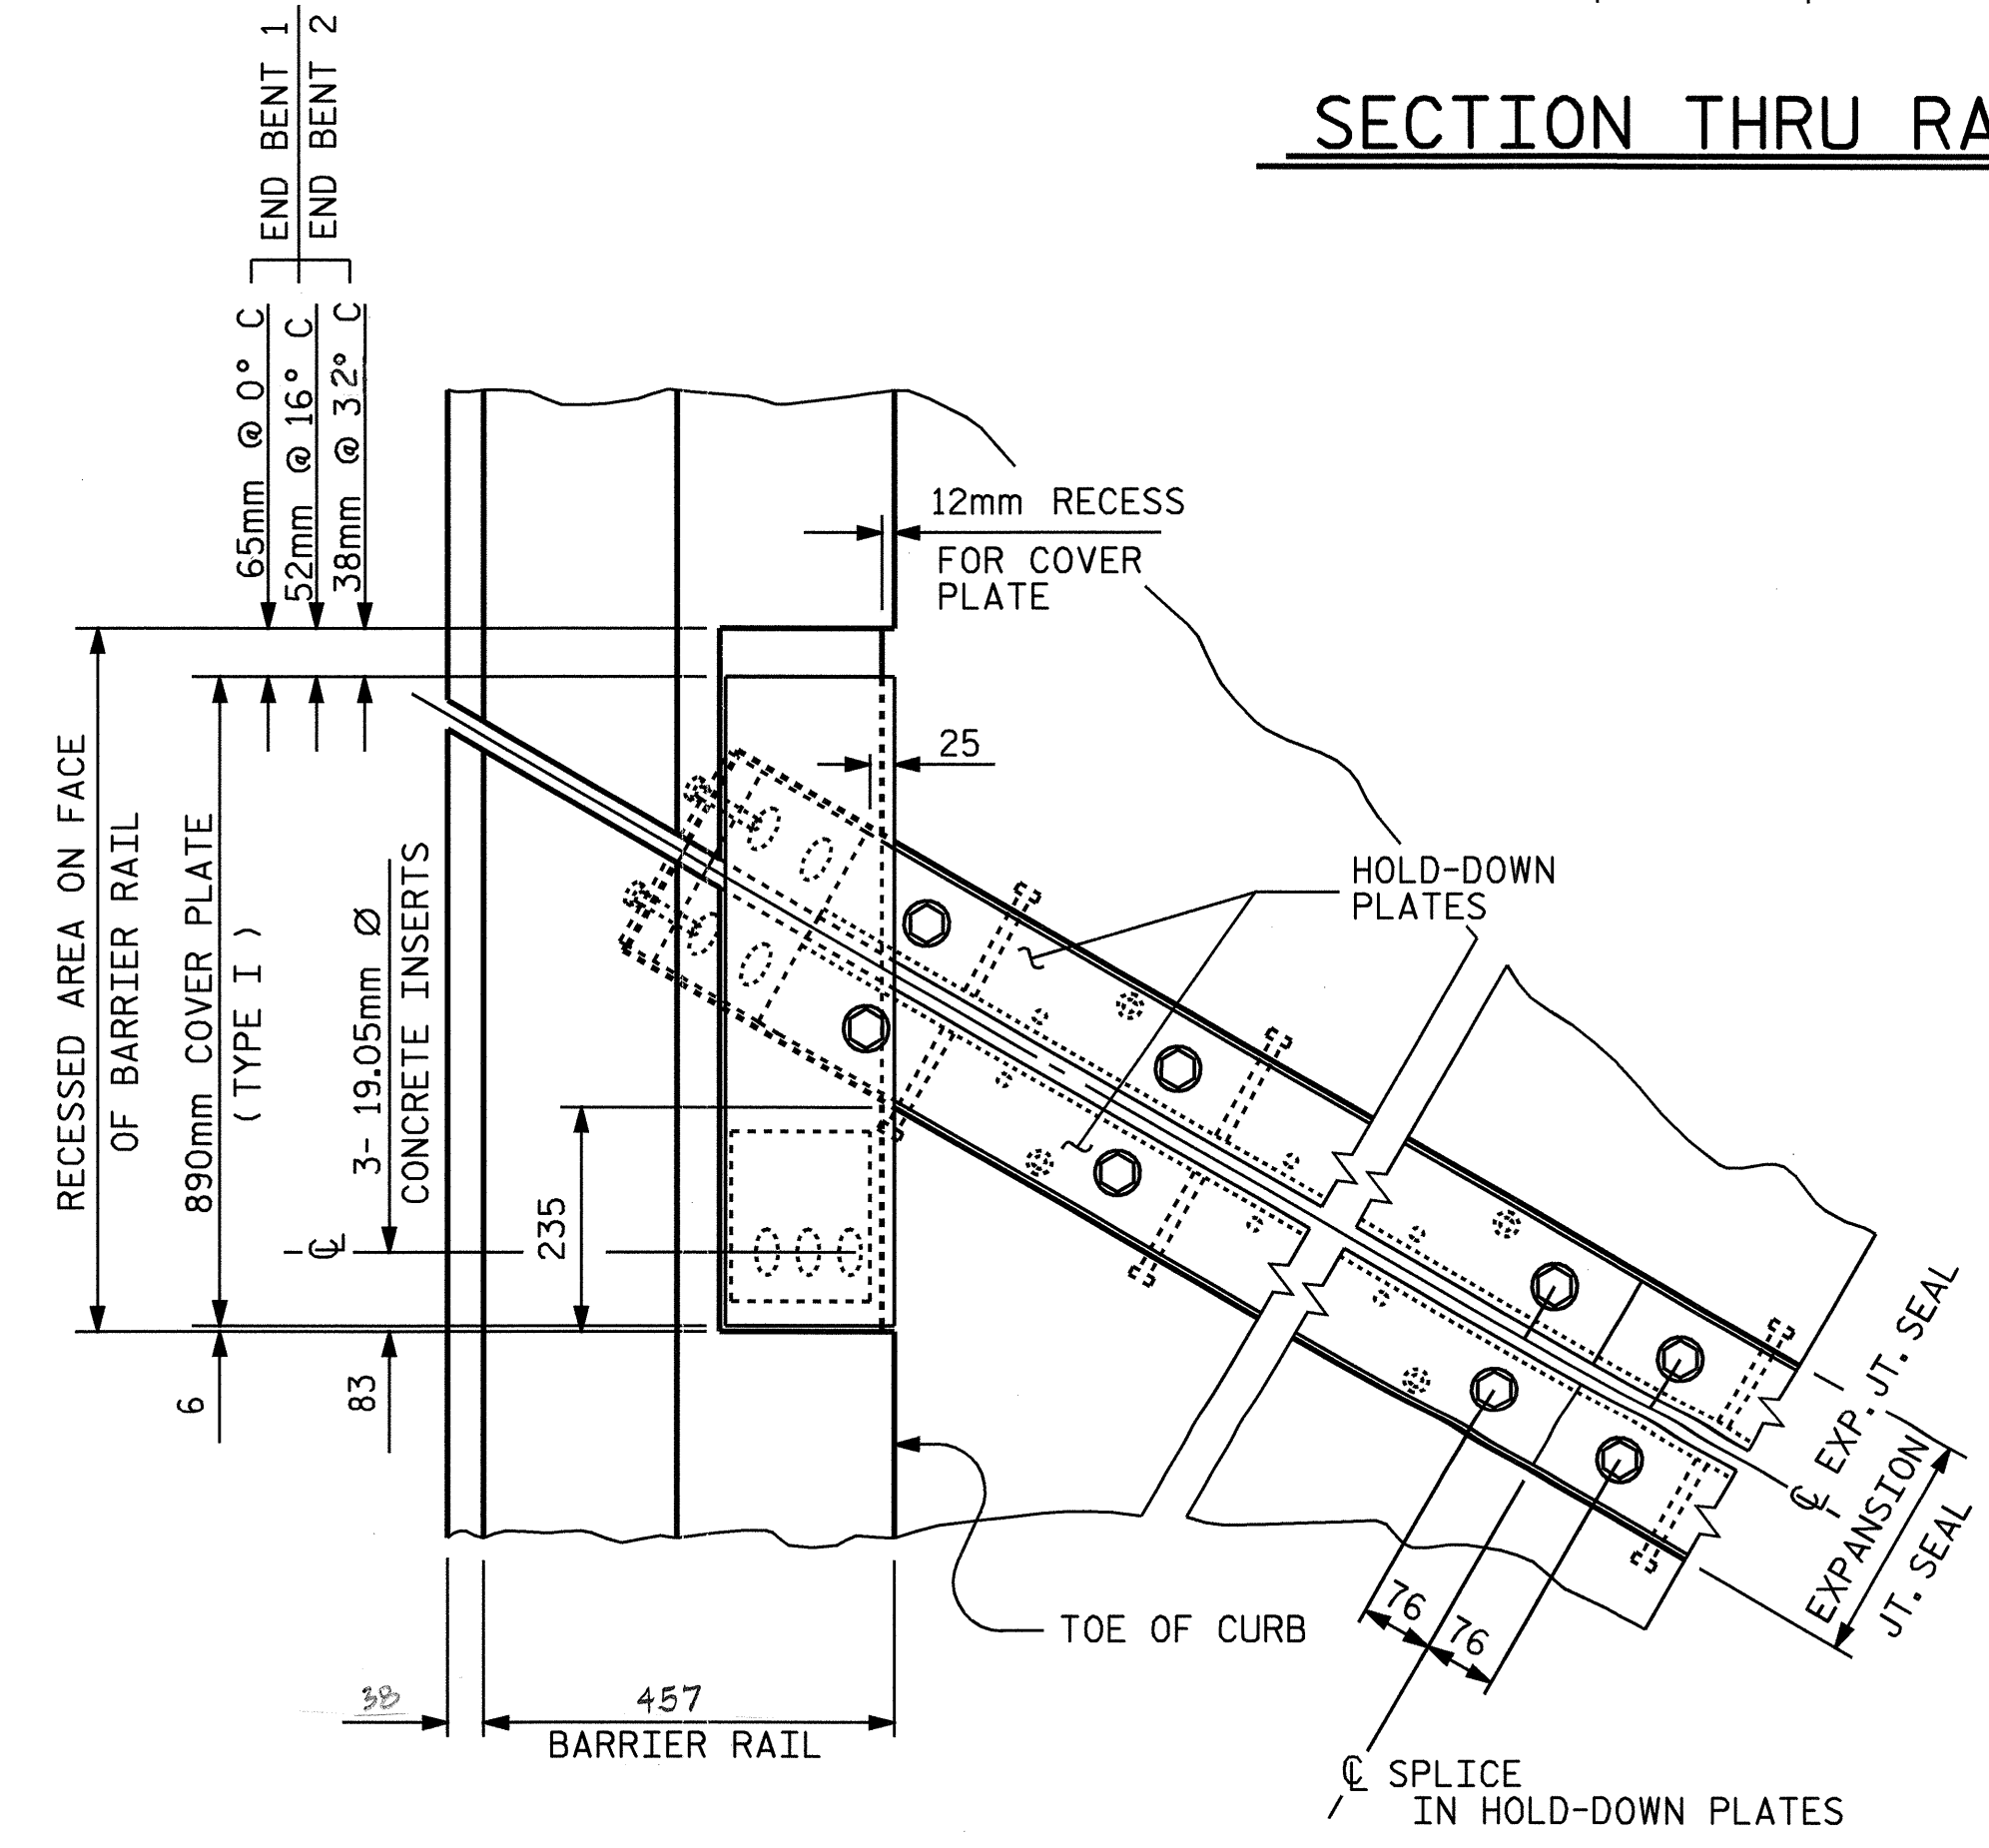 END BENT 1
END BENT 2
SECTION THRU RA
65mm @ 0° C
52mm @ 16° C
38mm @ 32° C
12mm RECESS
FOR COVER
PLATE
25
HOLD-DOWN
PLATES
RECESSED AREA ON FACE
OF BARRIER RAIL
890mm COVER PLATE
(TYPE I)
3- 19.05mm Ø
CONCRETE INSERTS
℄
235
6
83
TOE OF CURB
38
457
BARRIER RAIL
76
76
℄ SPLICE
IN HOLD-DOWN PLATES
℄ EXP. JT. SEAL
EXPANSION
JT. SEAL